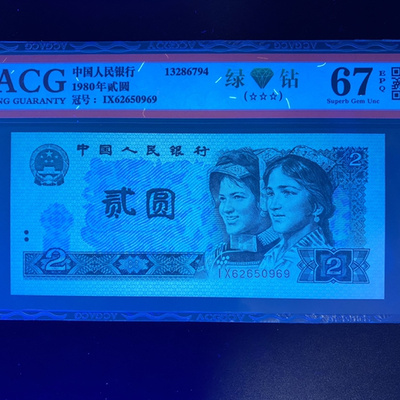 ACG
NG GUARANTY
中国人民银行
1980年贰圆
冠号：IX62650969
13286794
绿 钻
(☆☆☆)
67 EPQ
Superb Gem Unc
中国人民银行
2
贰圆
IX62650969
2
2